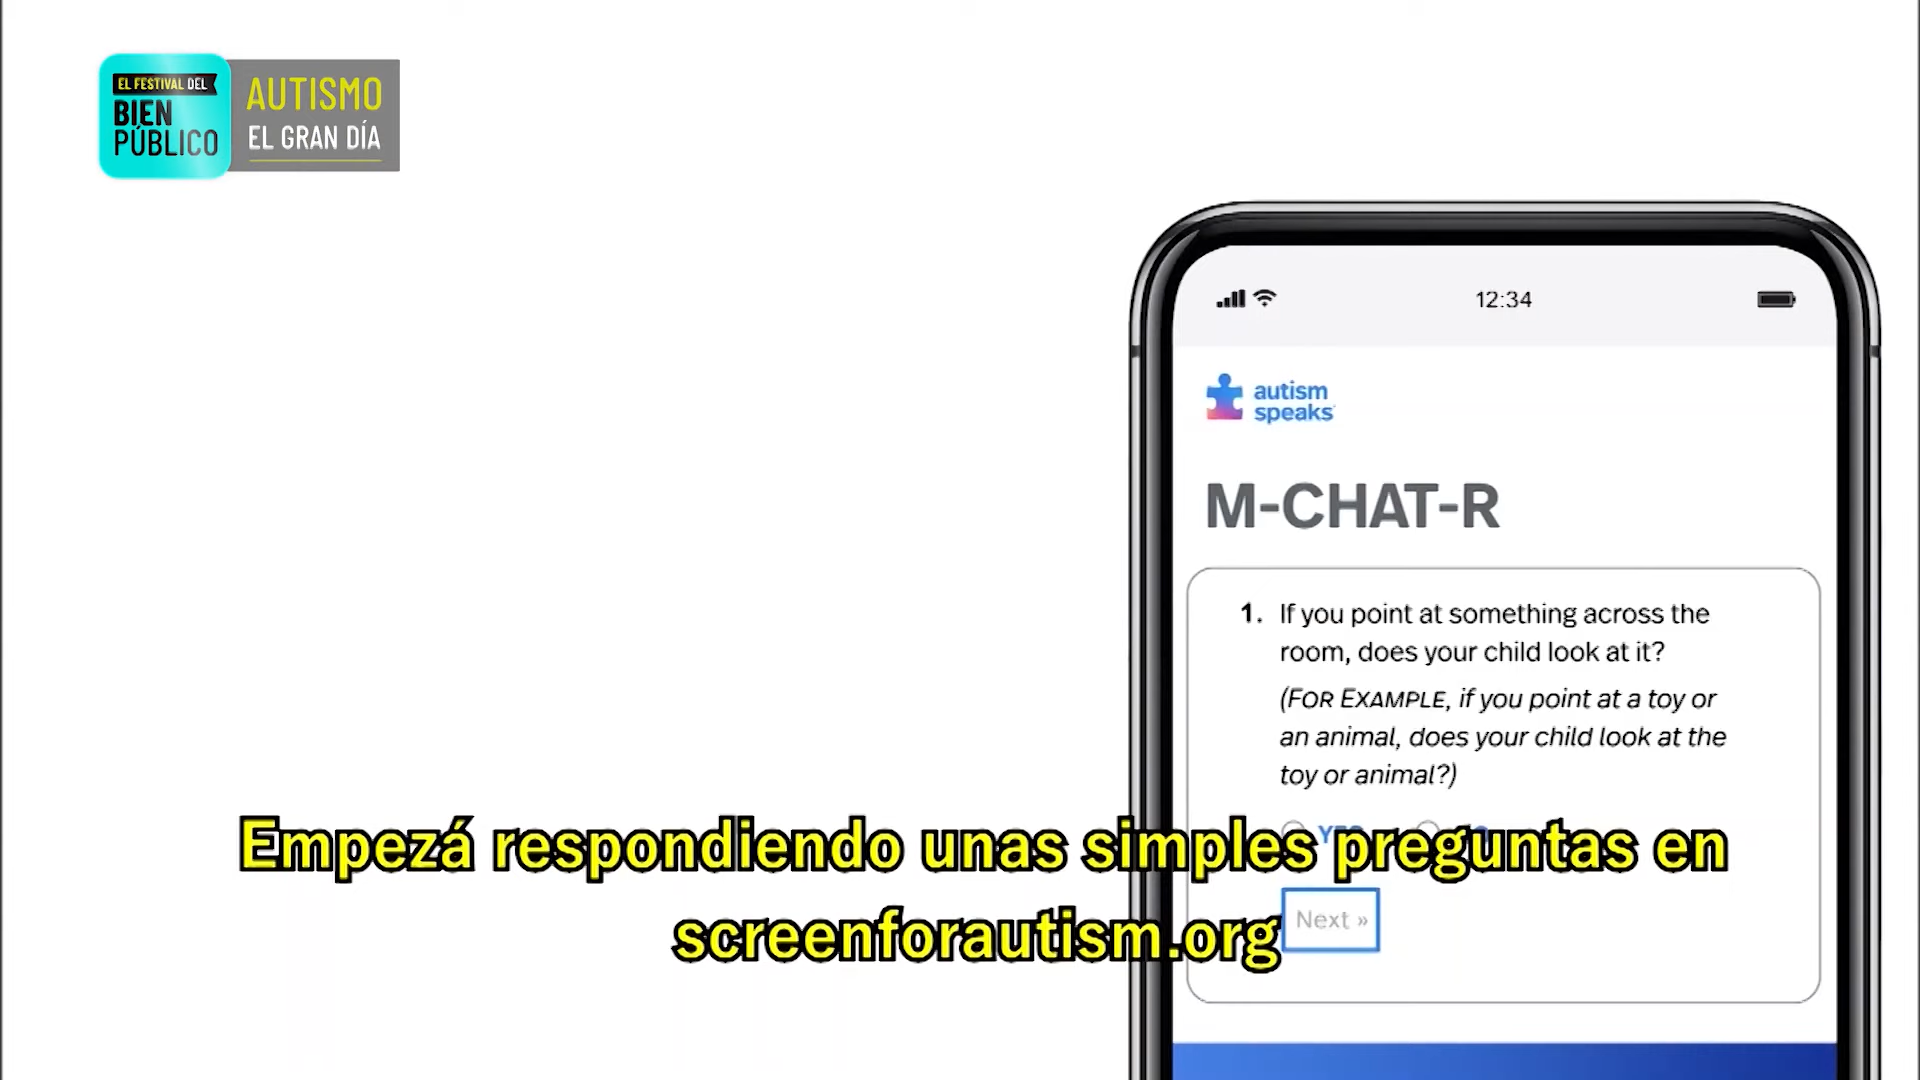 EL FESTIVAL DEL
BIEN
PÚBLICO
AUTISMO
EL GRAN DÍA
12:34
autism
speaks
M-CHAT-R
1. If you point at something across the
room, does your child look at it?
(FOR EXAMPLE, if you point at a toy or
an animal, does your child look at the
toy or animal?)
Empezá respondiendo unas simples preguntas en
screenforautism.org
Next »